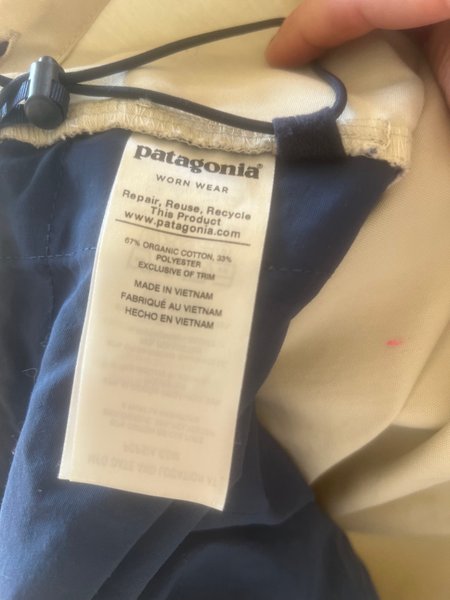 patagonia®
WORN WEAR
Repair, Reuse, Recycle
This Product
www.patagonia.com
67% ORGANIC COTTON, 33%
POLYESTER
EXCLUSIVE OF TRIM
MADE IN VIETNAM
FABRIQUÉ AU VIETNAM
HECHO EN VIETNAM